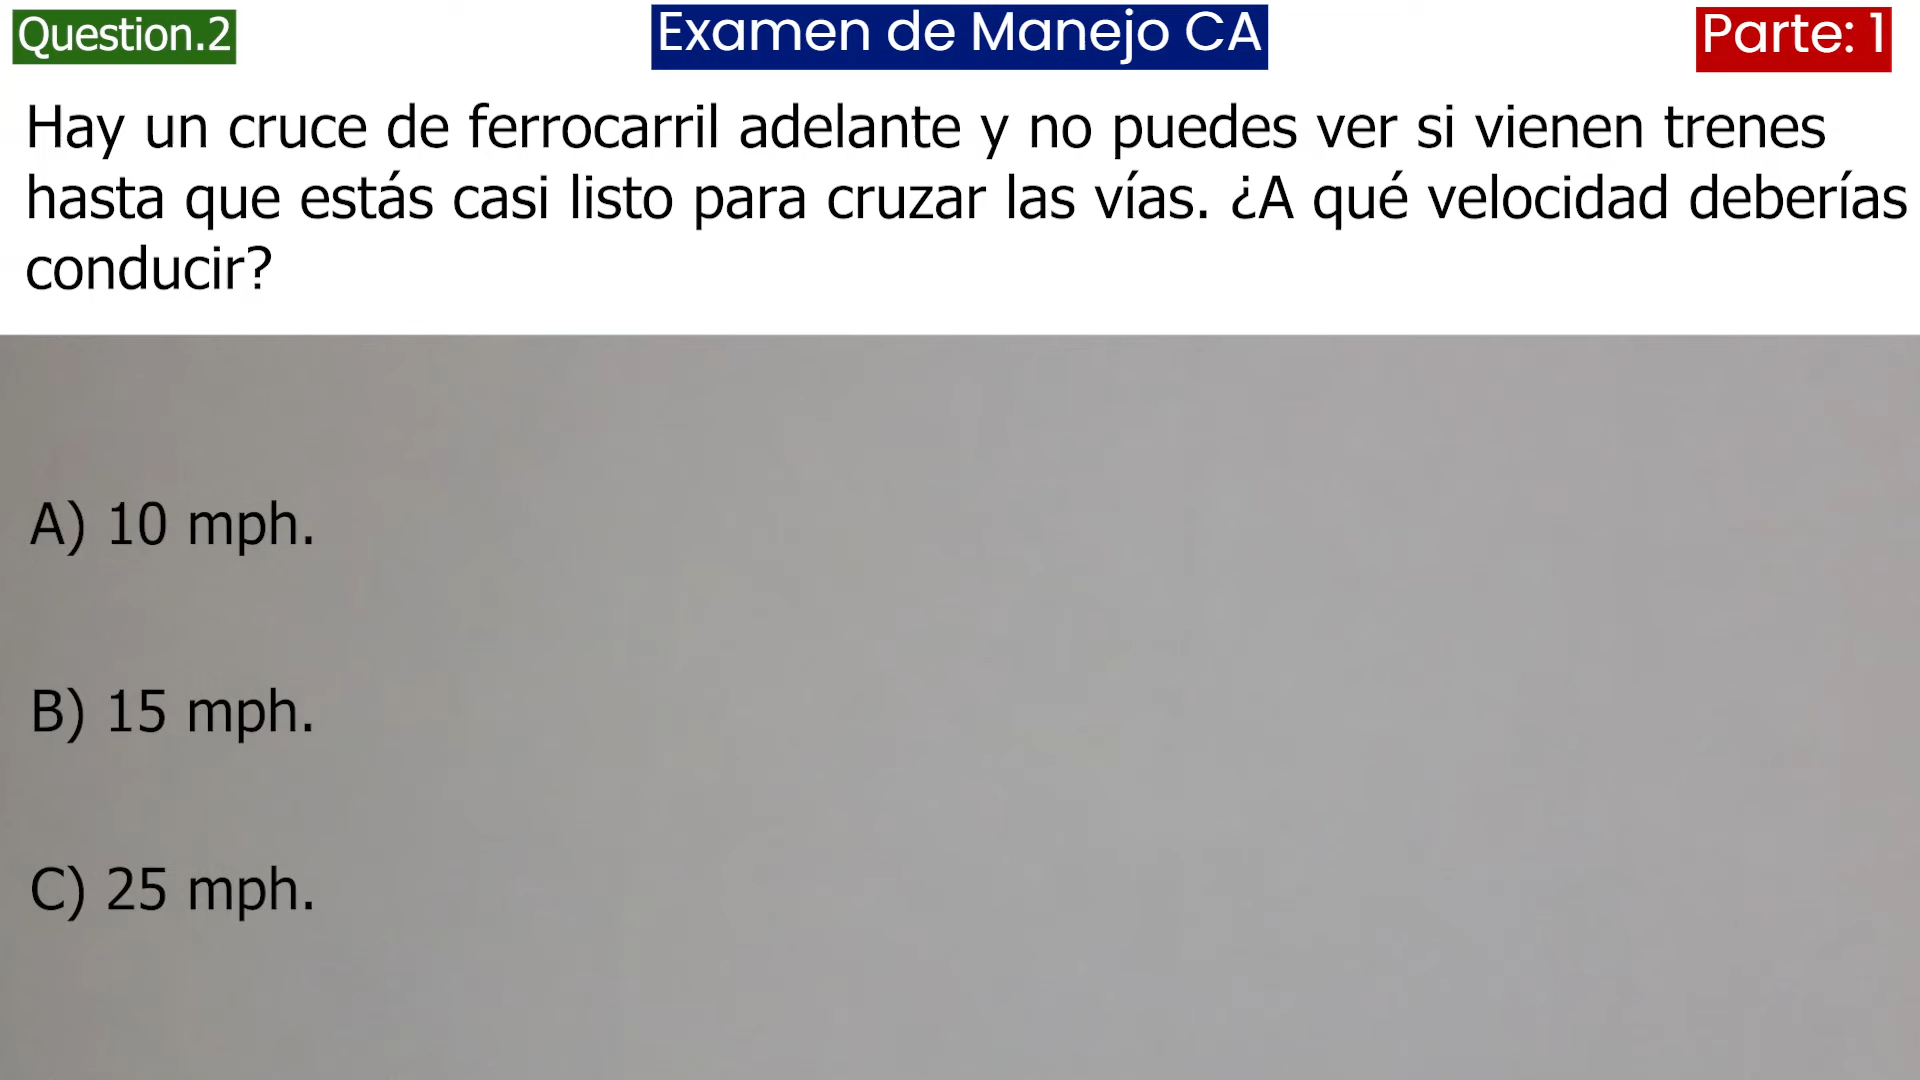 Question.2
Examen de Manejo CA
Parte: 1
Hay un cruce de ferrocarril adelante y no puedes ver si vienen trenes
hasta que estás casi listo para cruzar las vías. ¿A qué velocidad deberías
conducir?
A) 10 mph.
B) 15 mph.
C) 25 mph.